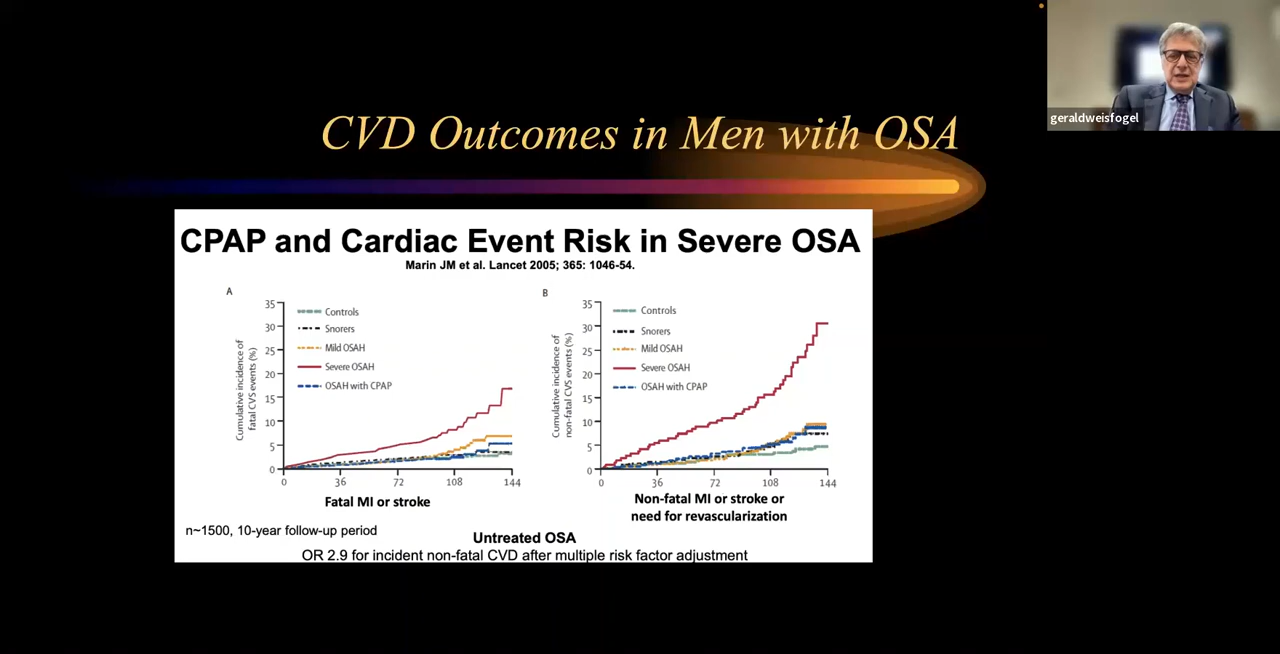 geraldweisfogel
CVD Outcomes in Men with OSA
CPAP and Cardiac Event Risk in Severe OSA
Marin JM et al. Lancet 2005; 365: 1046-54.
A
Cumulative incidence of
fatal CVS events (%)
35
30
25
20
15
10
5
0
Controls
Snorers
Mild OSAH
Severe OSAH
OSAH with CPAP
0 36 72 108 144
Fatal MI or stroke
B
Cumulative incidence of
non-fatal CVS events (%)
35
30
25
20
15
10
5
0
Controls
Snorers
Mild OSAH
Severe OSAH
OSAH with CPAP
0 36 72 108 144
Non-fatal MI or stroke or
need for revascularization
n~1500, 10-year follow-up period
Untreated OSA
OR 2.9 for incident non-fatal CVD after multiple risk factor adjustment